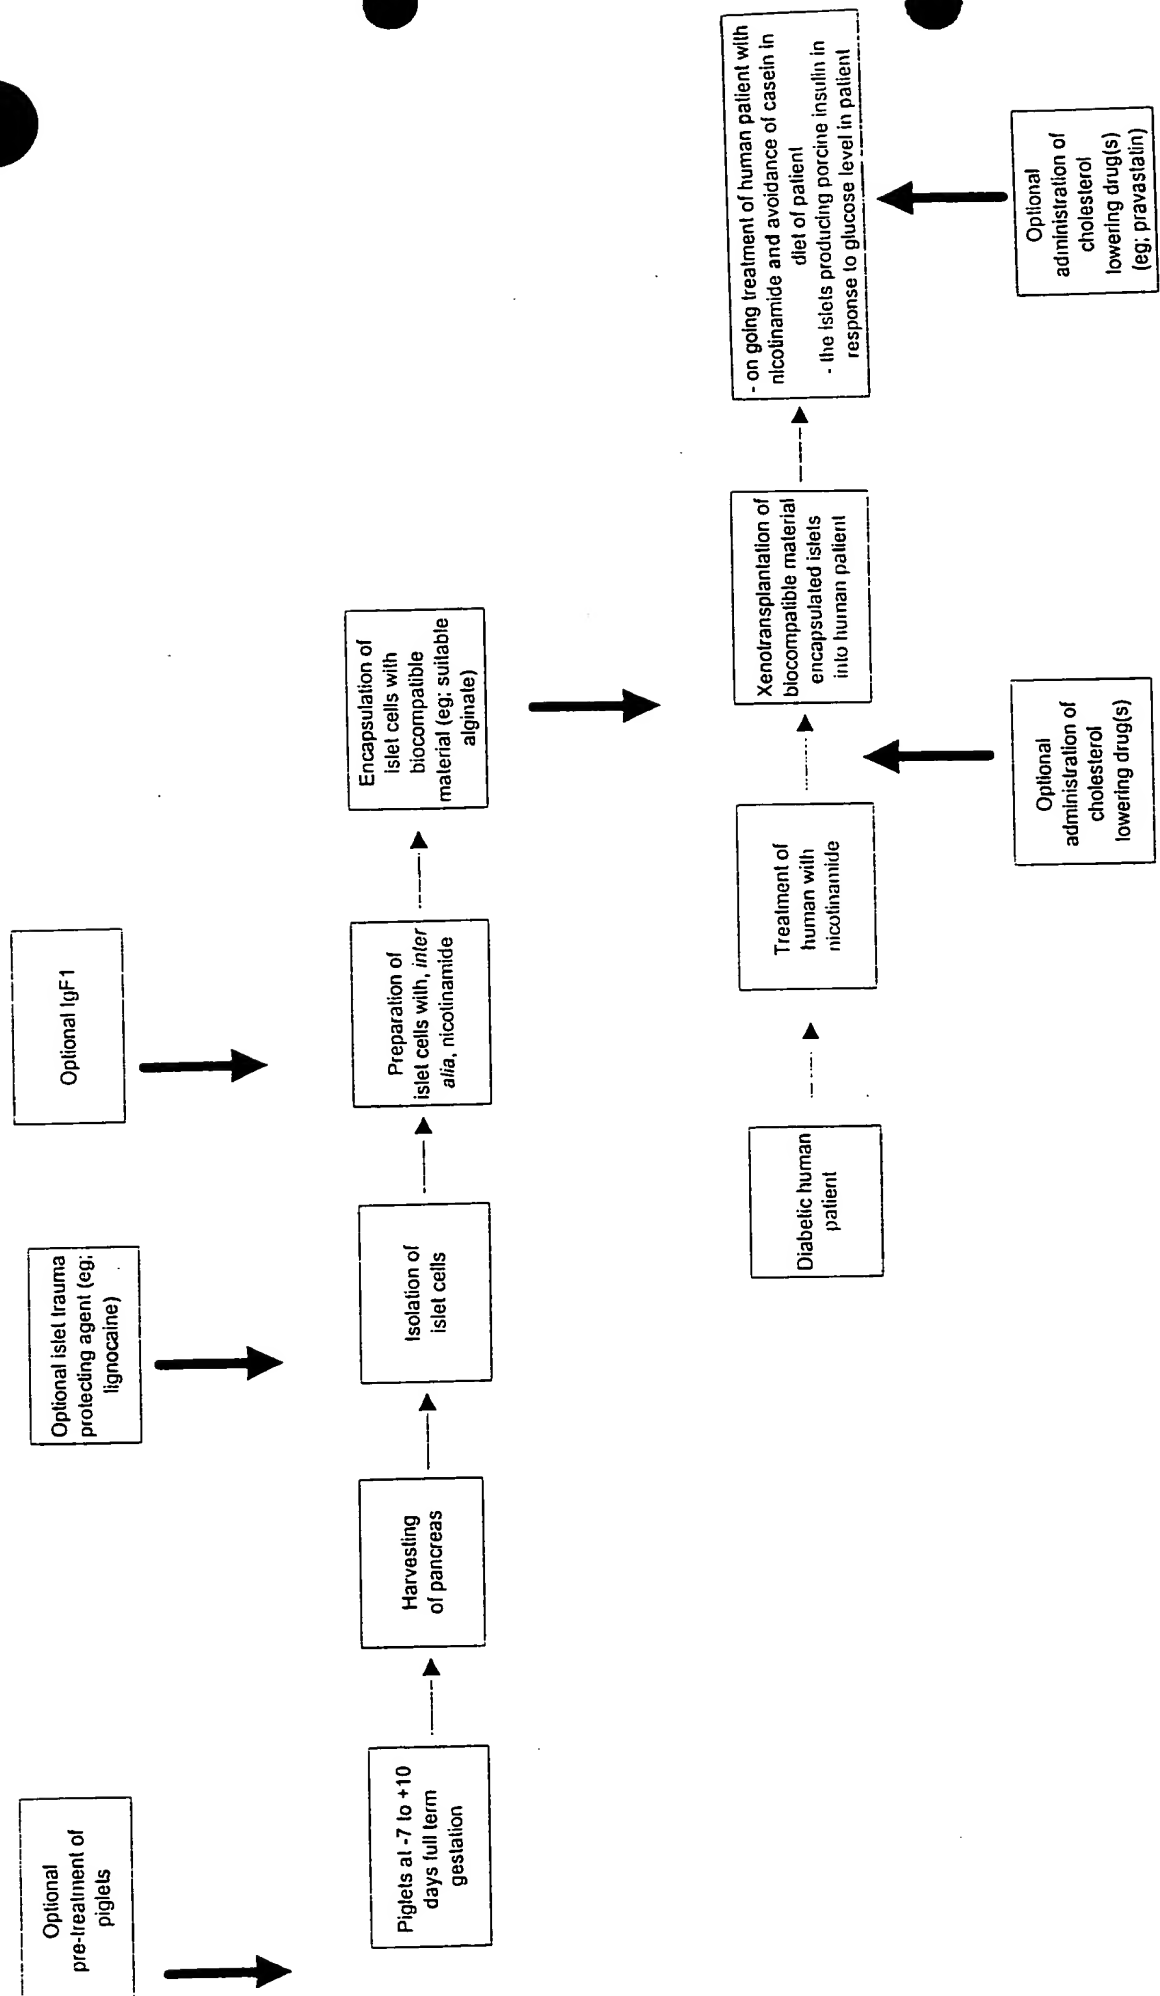 Optional
pre-treatment of
piglets
Optional islet trauma
protecting agent (eg;
lignocaine)
Optional IgF1
Piglets at -7 to +10
days full term
gestation
Harvesting
of pancreas
Isolation of
islet cells
Preparation of
islet cells with, inter
alia, nicotinamide
Encapsulation of
islet cells with
biocompatible
material (eg; suitable
alginate)
Diabetic human
patient
Treatment of
human with
nicotinamide
Xenotransplantation of
biocompatible material
encapsulated islets
into human patient
- on going treatment of human patient with
nicotinamide and avoidance of casein in
diet of patient
- the islets producing porcine insulin in
response to glucose level in patient
Optional
administration of
cholesterol
lowering drug(s)
Optional
administration of
cholesterol
lowering drug(s)
(eg; pravastatin)